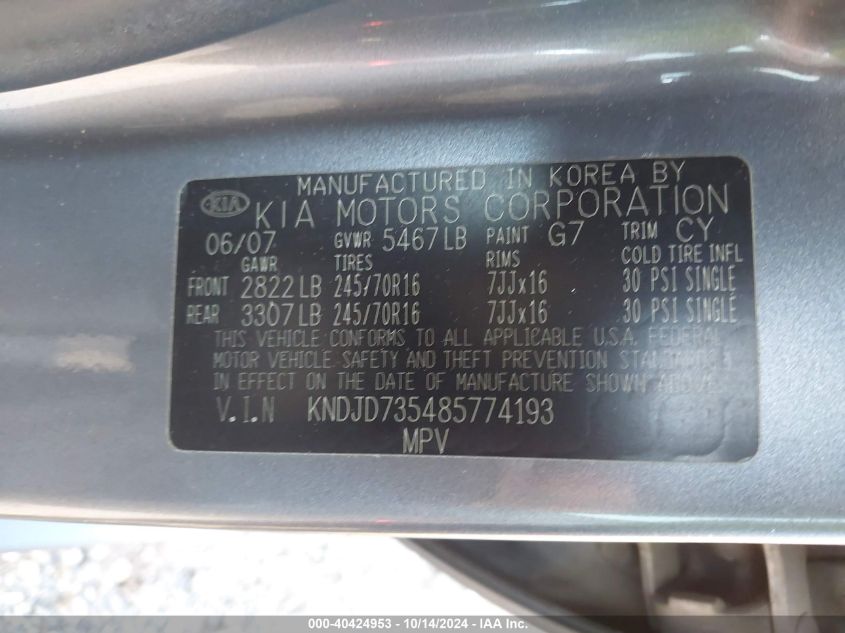 MANUFACTURED IN KOREA BY
KIA KIA MOTORS CORPORATION
06/07 GVWR 5467LB PAINT G7 TRIM CY
GAWR TIRES RIMS COLD TIRE INFL
FRONT 2822LB 245/70R16 7JJx16 30 PSI SINGLE
REAR 3307LB 245/70R16 7JJx16 30 PSI SINGLE
THIS VEHICLE CONFORMS TO ALL APPLICABLE U.S.A. FEDERAL
MOTOR VEHICLE SAFETY AND THEFT PREVENTION STANDARDS
IN EFFECT ON THE DATE OF MANUFACTURE SHOWN ABOVE.
V.I.N KNDJD735485774193
MPV
000-40424953 - 10/14/2024 - IAA Inc.